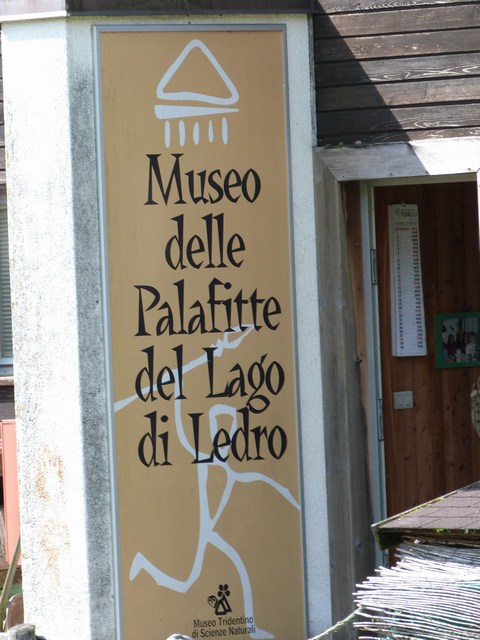 Museo
delle
Palafitte
del Lago
di Ledro
Museo Tridentino
di Scienze Naturali